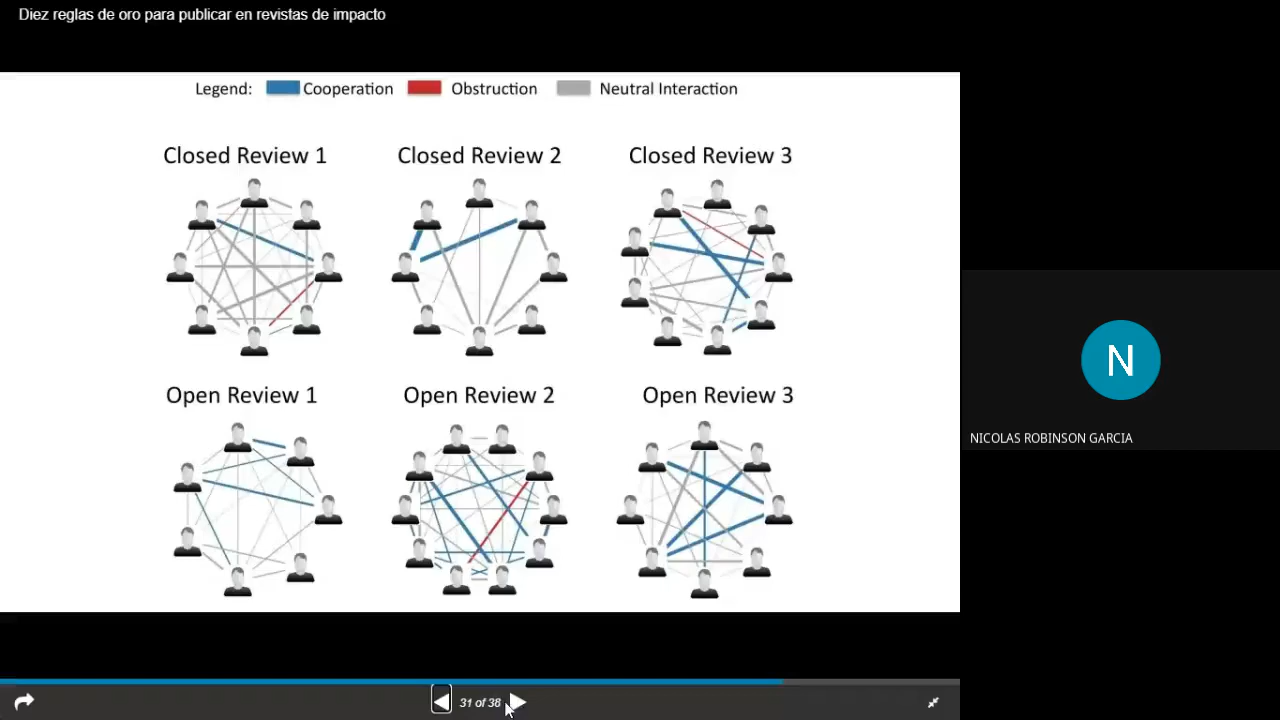 Diez reglas de oro para publicar en revistas de impacto
Legend: Cooperation Obstruction Neutral Interaction
Closed Review 1 Closed Review 2 Closed Review 3
Open Review 1 Open Review 2 Open Review 3
N
NICOLAS ROBINSON GARCIA
31 of 38